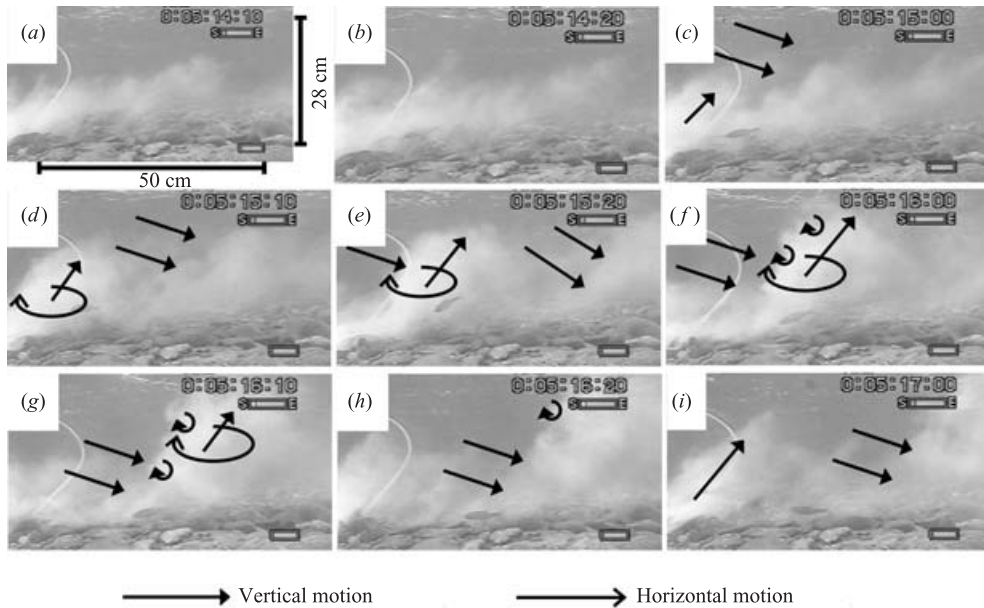 (a)
0:05:14:10
S E
28 cm
50 cm
(b)
0:05:14:20
S E
(c)
0:05:15:00
S E
(d)
0:05:15:10
S E
(e)
0:05:15:20
S E
(f)
0:05:16:00
S E
(g)
0:05:16:10
S E
(h)
0:05:16:20
S E
(i)
0:05:17:00
S E
Vertical motion
Horizontal motion